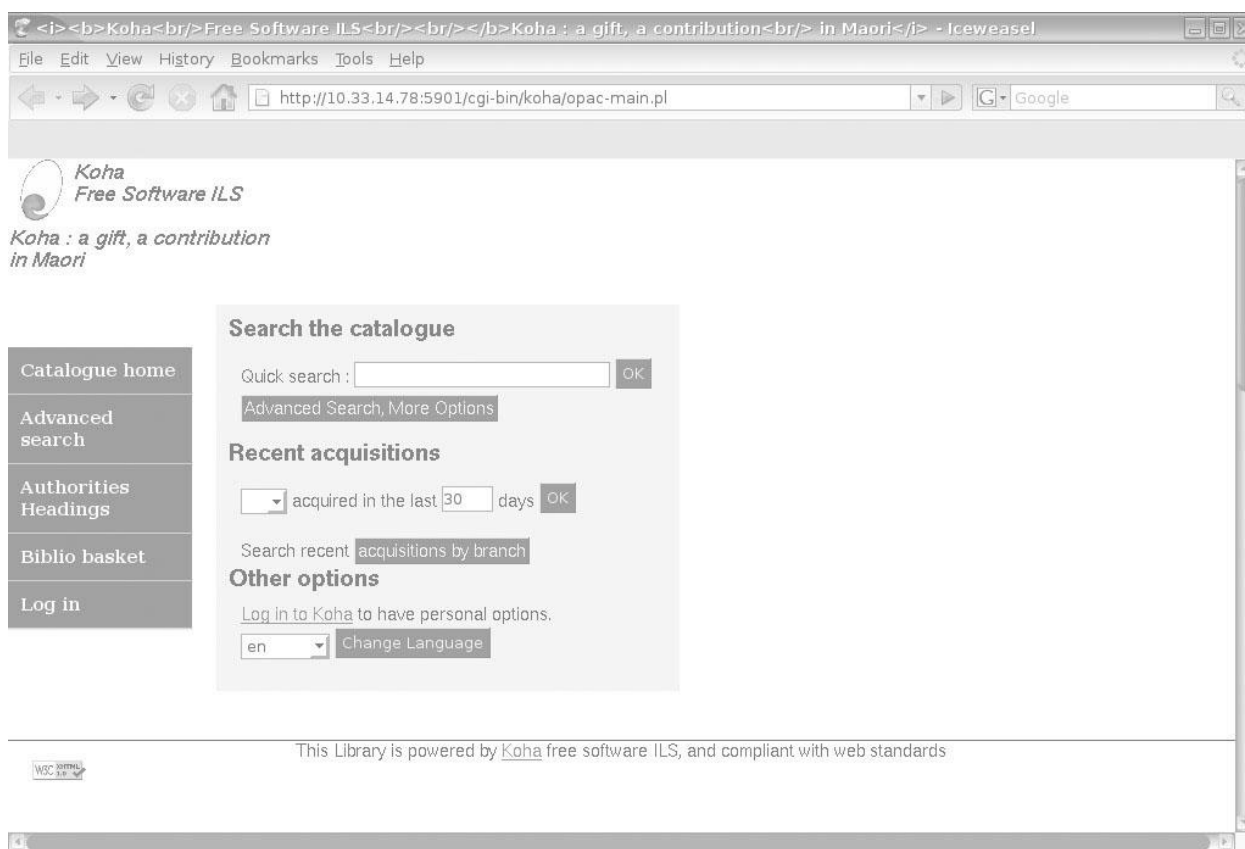 <i><b>Koha<br/>Free Software ILS<br/><br/></b>Koha : a gift, a contribution<br/> in Maori</i> - Iceweasel
File Edit View History Bookmarks Tools Help
http://10.33.14.78:5901/cgi-bin/koha/opac-main.pl
G Google
Koha
Free Software ILS
Koha : a gift, a contribution
in Maori
Catalogue home
Advanced
search
Authorities
Headings
Biblio basket
Log in
Search the catalogue
Quick search : OK
Advanced Search, More Options
Recent acquisitions
acquired in the last 30 days OK
Search recent acquisitions by branch
Other options
Log in to Koha to have personal options.
en Change Language
This Library is powered by Koha free software ILS, and compliant with web standards
W3C XHTML 1.0